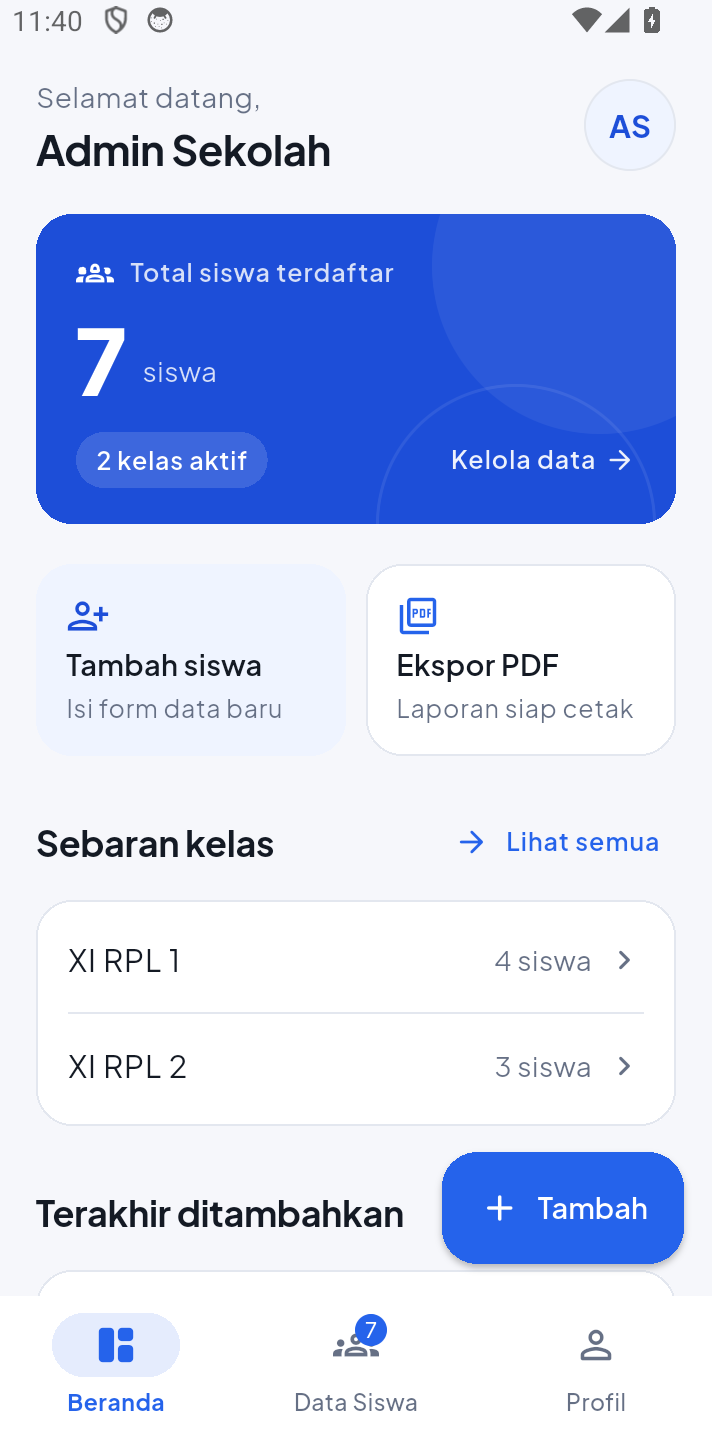 11:40
Selamat datang,
Admin Sekolah
AS
Total siswa terdaftar
7 siswa
2 kelas aktif
Kelola data
PDF
Tambah siswa
Isi form data baru
Ekspor PDF
Laporan siap cetak
Sebaran kelas
Lihat semua
XI RPL 1
4 siswa
XI RPL 2
3 siswa
Terakhir ditambahkan
Tambah
7
Beranda
Data Siswa
Profil